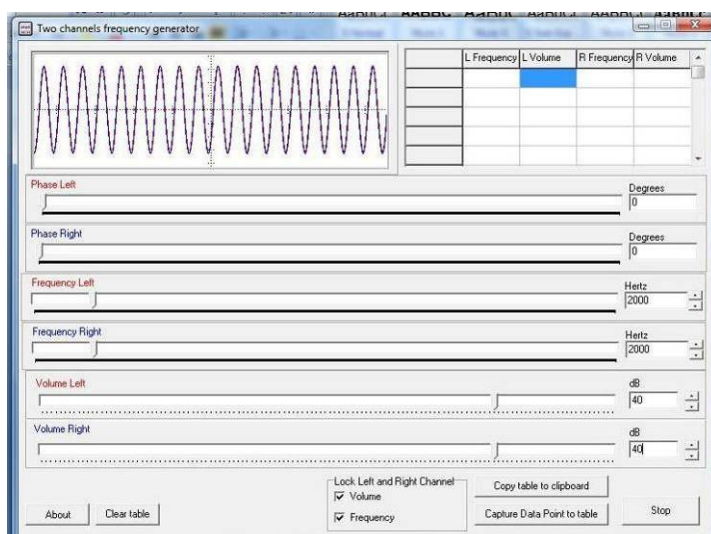 Two channels frequency generator
L Frequency L Volume R Frequency R Volume
Phase Left
Degrees
0
Phase Right
Degrees
0
Frequency Left
Hertz
2000
Frequency Right
Hertz
2000
Volume Left
dB
40
Volume Right
dB
40
Lock Left and Right Channel
Volume
Frequency
Copy table to clipboard
About
Clear table
Capture Data Point to table
Stop